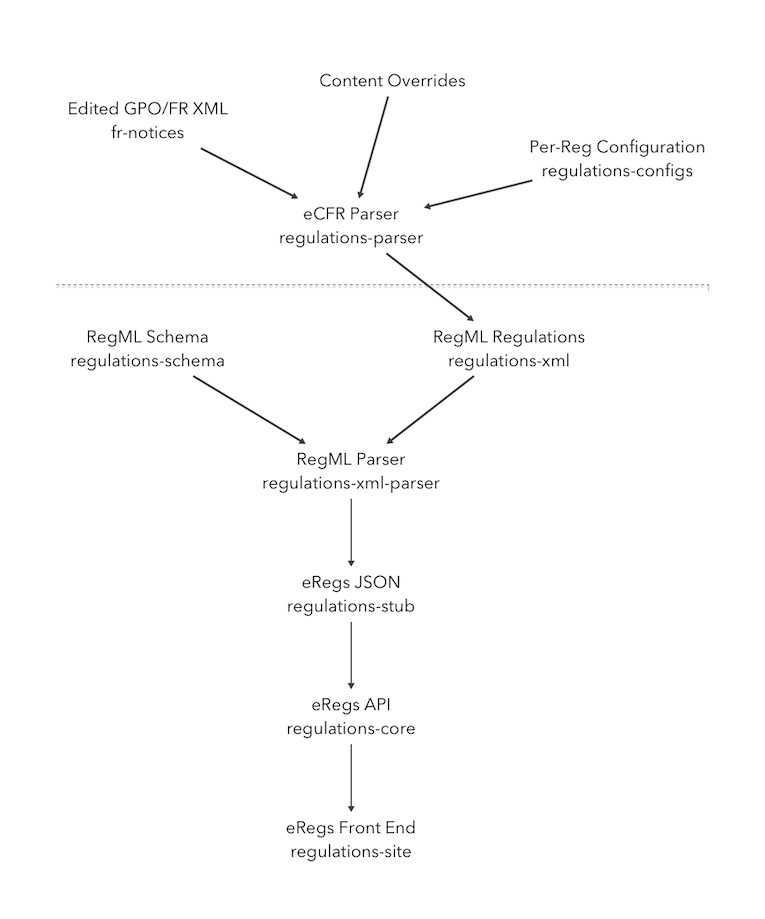 Content Overrides
Edited GPO/FR XML
fr-notices
Per-Reg Configuration
regulations-configs
eCFR Parser
regulations-parser
RegML Schema
regulations-schema
RegML Regulations
regulations-xml
RegML Parser
regulations-xml-parser
eRegs JSON
regulations-stub
eRegs API
regulations-core
eRegs Front End
regulations-site